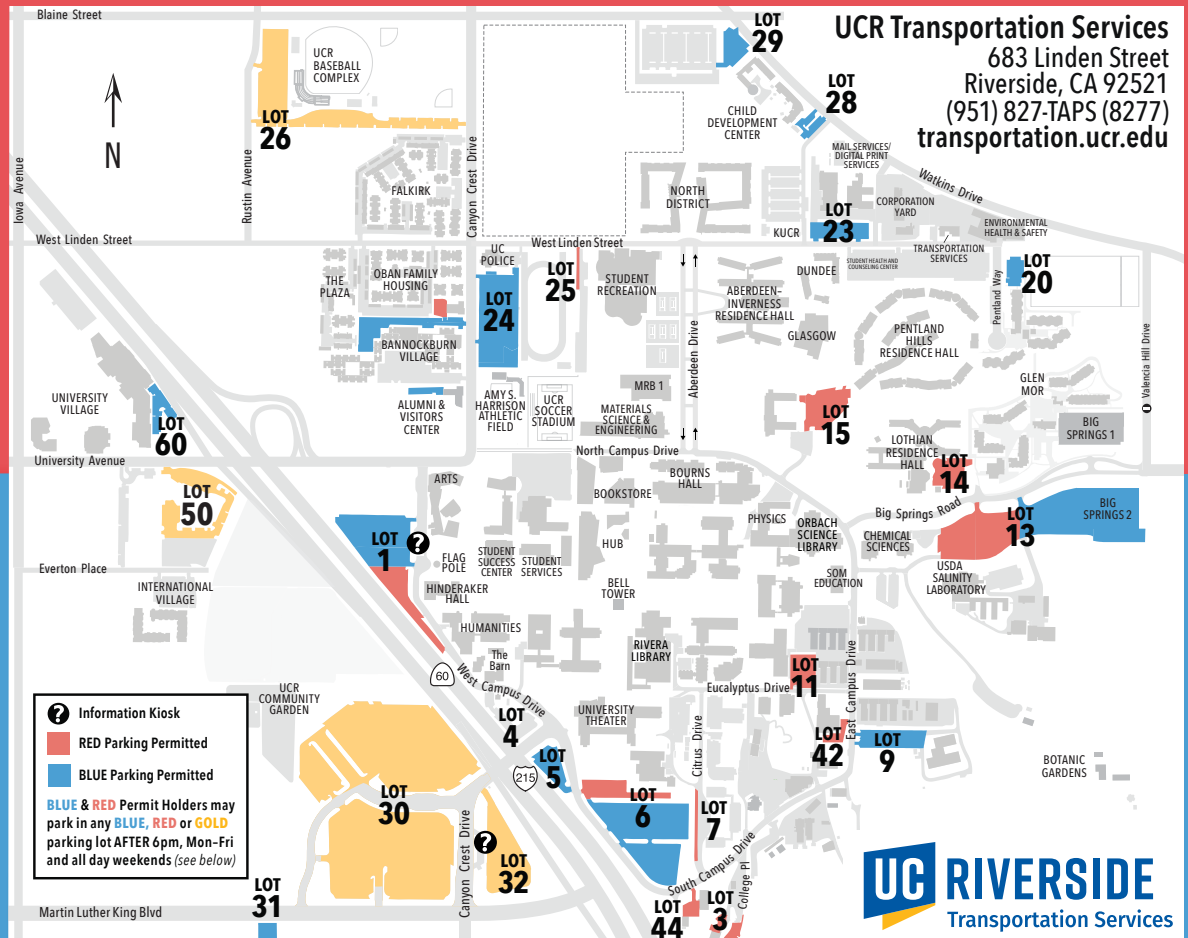 Blaine Street
UCR Transportation Services
683 Linden Street
Riverside, CA 92521
(951) 827-TAPS (8277)
transportation.ucr.edu
LOT
29
UCR
BASEBALL
COMPLEX
LOT
26
N
LOT
28
CHILD
DEVELOPMENT
CENTER
MAIL SERVICES/
DIGITAL PRINT
SERVICES
Watkins Drive
Iowa Avenue
Rustin Avenue
Canyon Crest Drive
FALKIRK
NORTH
DISTRICT
LOT
23
CORPORATION
YARD
KUCR
ENVIRONMENTAL
HEALTH & SAFETY
TRANSPORTATION
SERVICES
West Linden Street
West Linden Street
UC
POLICE
LOT
24
LOT
25
STUDENT
RECREATION
STUDENT HEALTH AND
COUNSELING CENTER
DUNDEE
LOT
20
Pentland Way
THE
PLAZA
OBAN FAMILY
HOUSING
BANNOCKBURN
VILLAGE
ABERDEEN-
INVERNESS
RESIDENCE HALL
GLASGOW
PENTLAND
HILLS
RESIDENCE HALL
Aberdeen Drive
Valencia Hill Drive
GLEN
MOR
UNIVERSITY
VILLAGE
LOT
60
ALUMNI &
VISITORS
CENTER
AMY S.
HARRISON
ATHLETIC
FIELD
UCR
SOCCER
STADIUM
MRB 1
MATERIALS
SCIENCE &
ENGINEERING
LOT
15
LOTHIAN
RESIDENCE
HALL
LOT
14
BIG
SPRINGS 1
University Avenue
North Campus Drive
LOT
50
ARTS
BOOKSTORE
BOURNS
HALL
PHYSICS
ORBACH
SCIENCE
LIBRARY
Big Springs Road
CHEMICAL
SCIENCES
LOT
13
BIG
SPRINGS 2
LOT
1
?
FLAG
POLE
STUDENT
SUCCESS
CENTER
STUDENT
SERVICES
HUB
USDA
SALINITY
LABORATORY
Everton Place
INTERNATIONAL
VILLAGE
HINDERAKER
HALL
BELL
TOWER
SOM
EDUCATION
HUMANITIES
The
Barn
RIVERA
LIBRARY
60
West Campus Drive
LOT
11
Eucalyptus Drive
East Campus Drive
UCR
COMMUNITY
GARDEN
LOT
4
UNIVERSITY
THEATER
Citrus Drive
LOT
42
LOT
9
BOTANIC
GARDENS
? Information Kiosk
RED Parking Permitted
BLUE Parking Permitted
BLUE & RED Permit Holders may
park in any BLUE, RED or GOLD
parking lot AFTER 6pm, Mon–Fri
and all day weekends (see below)
LOT
5
215
LOT
30
LOT
6
LOT
7
Canyon Crest Drive
?
LOT
32
South Campus Drive
College Pl
LOT
31
Martin Luther King Blvd
LOT
44
LOT
3
UC RIVERSIDE
Transportation Services